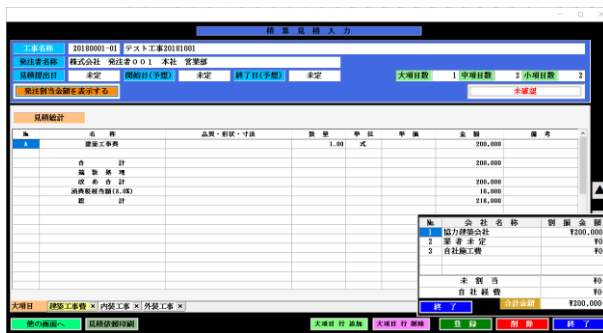 積 算 見 積 入 力
工事名称 20180001-01 テスト工事20181001
発注者名称 株式会社 発注者001 本社 営業部
見積提出日 未定 開始日(予想) 未定 終了日(予想) 未定 大項目数 1 中項目数 3 小項目数 3
発注割当金額を表示する 未確認
見積総計
№ 名 称 品質・形状・寸法 数 量 単 位 単 価 金 額 備 考
A 建築工事費 1.00 式 200,000
合 計 200,000
端 数 処 理
改 め 合 計 200,000
消費税相当額(8.0%) 16,000
総 計 216,000
№ 会 社 名 称 割 振 金 額
1 協力建築会社 ¥200,000
2 業 者 未 定 ¥0
3 自社施工費 ¥0
未 割 当 ¥0
自 社 経 費 ¥0
終 了 合計金額 ¥200,000
大項目 建築工事費 × 内装工事 × 外装工事 ×
他の画面へ 見積依頼印刷 大項目 行 追加 大項目 行 削除 登 録 削 除 終 了